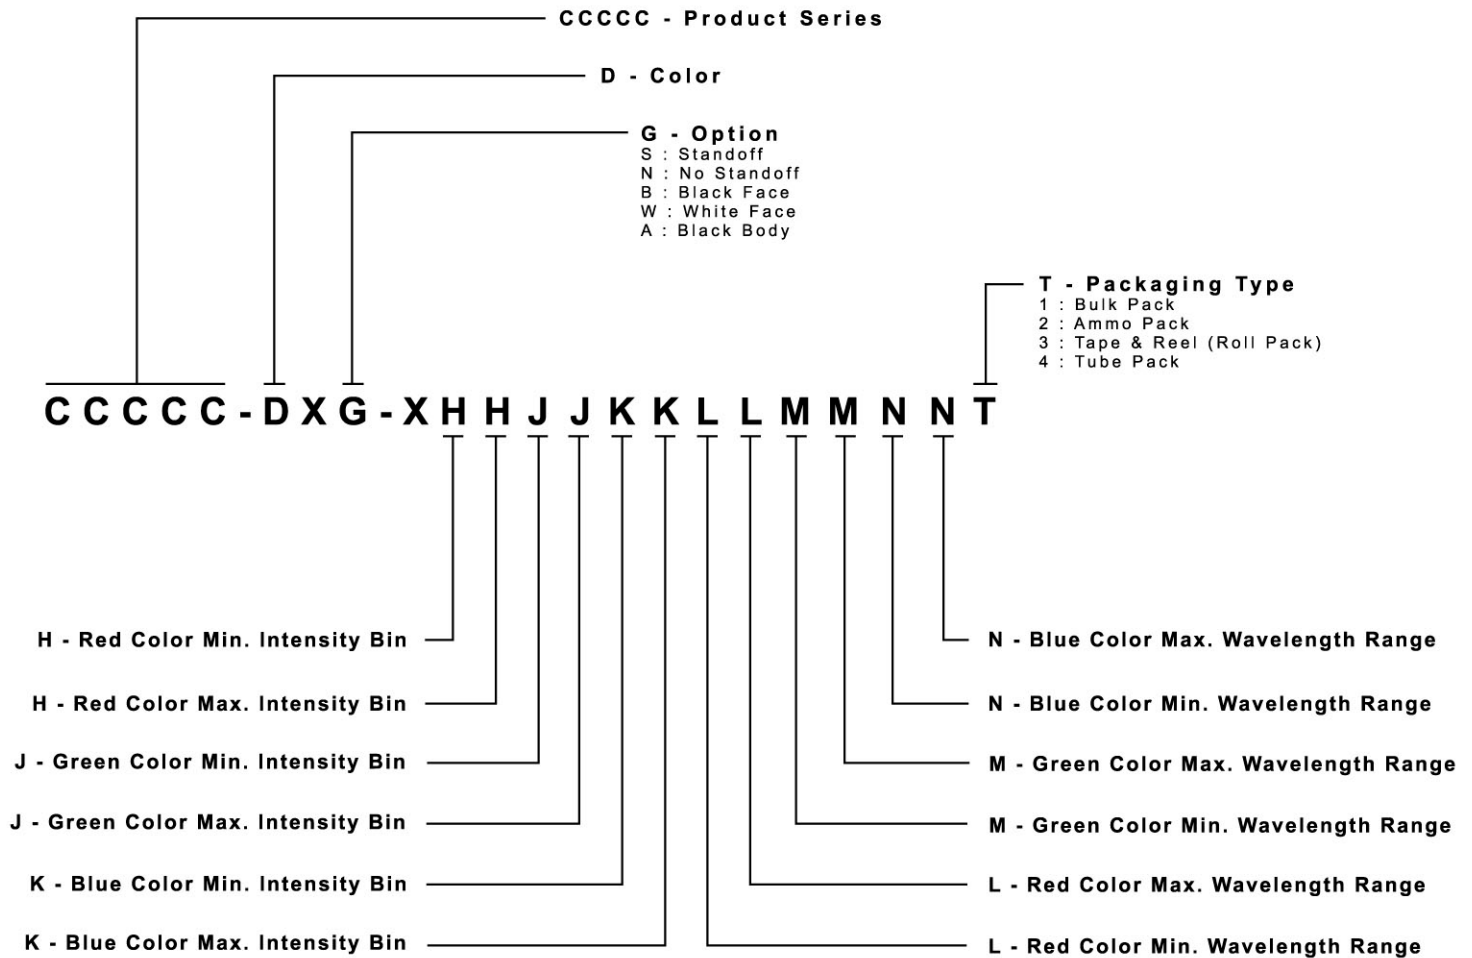 CCCCC - Product Series
D - Color
G - Option
S : Standoff
N : No Standoff
B : Black Face
W : White Face
A : Black Body
T - Packaging Type
1 : Bulk Pack
2 : Ammo Pack
3 : Tape & Reel (Roll Pack)
4 : Tube Pack
C C C C C - D X G - X H H J J K K L L M M N N T
H - Red Color Min. Intensity Bin
N - Blue Color Max. Wavelength Range
H - Red Color Max. Intensity Bin
N - Blue Color Min. Wavelength Range
J - Green Color Min. Intensity Bin
M - Green Color Max. Wavelength Range
J - Green Color Max. Intensity Bin
M - Green Color Min. Wavelength Range
K - Blue Color Min. Intensity Bin
L - Red Color Max. Wavelength Range
K - Blue Color Max. Intensity Bin
L - Red Color Min. Wavelength Range